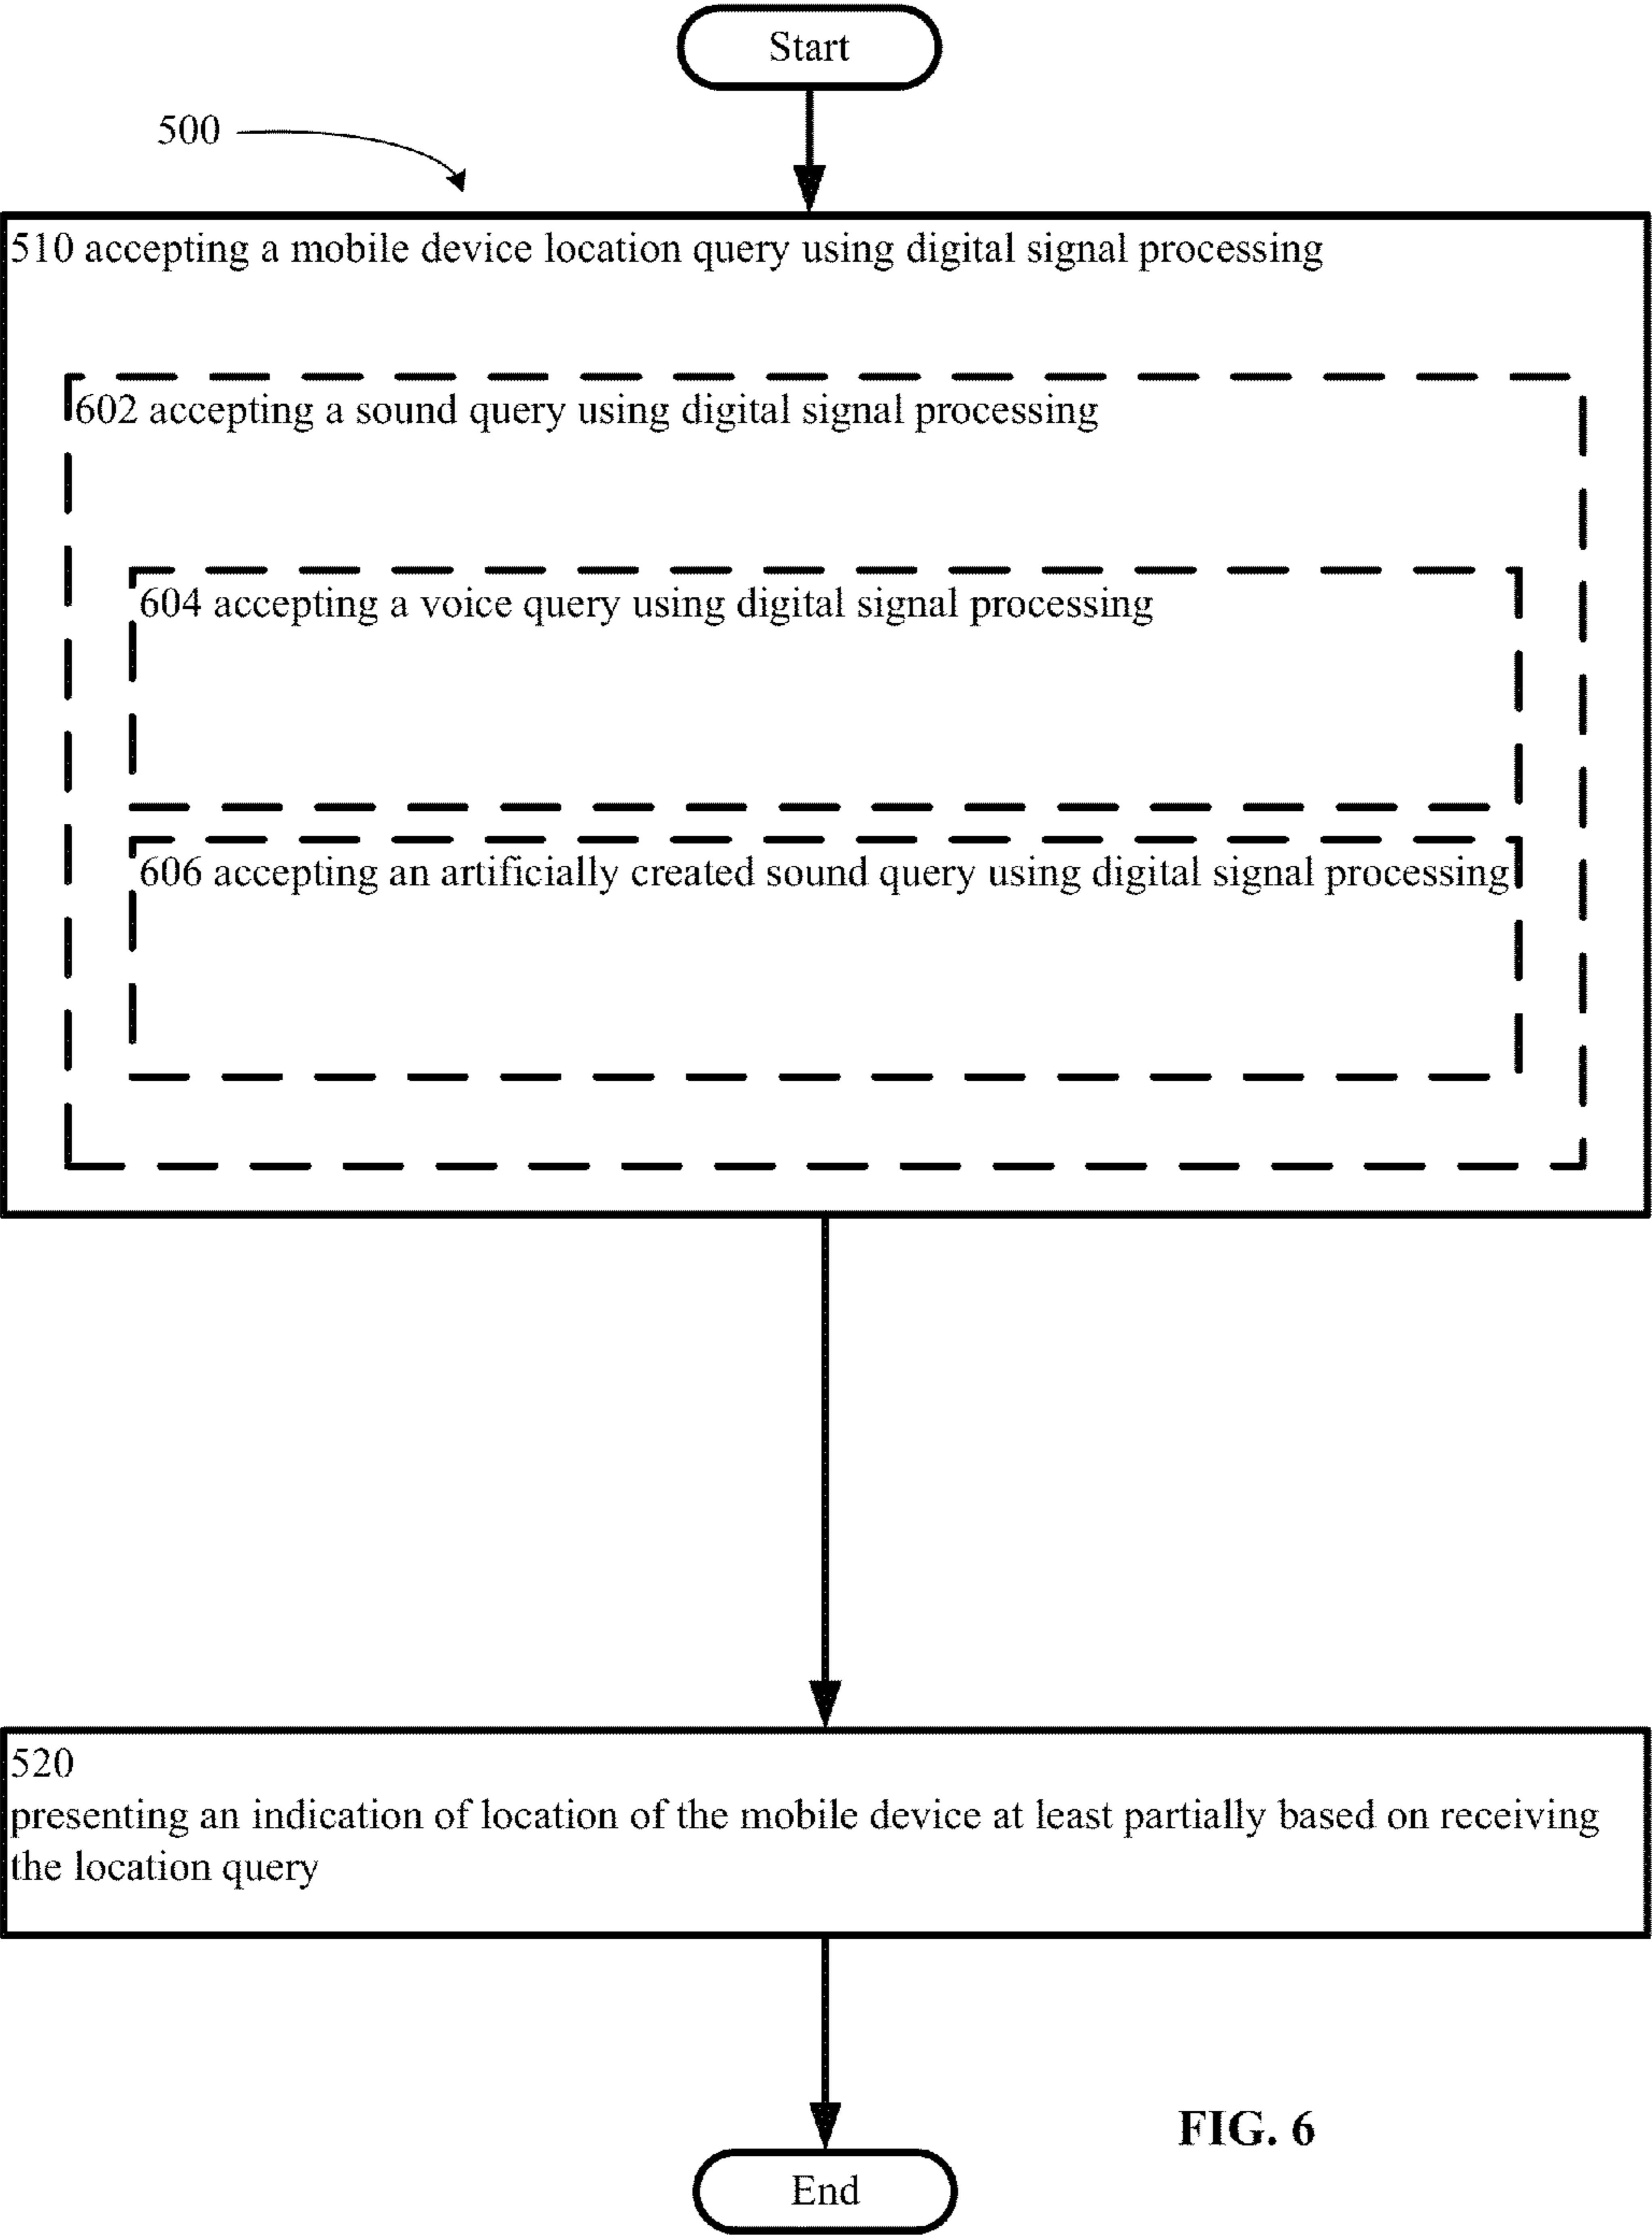 Start
500
510 accepting a mobile device location query using digital signal processing
602 accepting a sound query using digital signal processing
604 accepting a voice query using digital signal processing
606 accepting an artificially created sound query using digital signal processing
520
presenting an indication of location of the mobile device at least partially based on receiving
the location query
FIG. 6
End